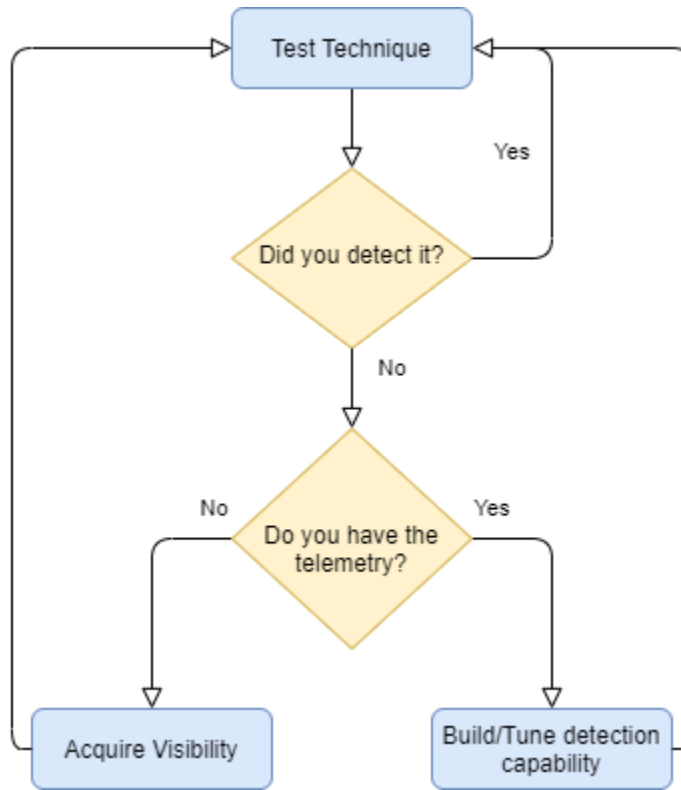 Test Technique
Yes
Did you detect it?
No
No
Yes
Do you have the
telemetry?
Acquire Visibility
Build/Tune detection
capability